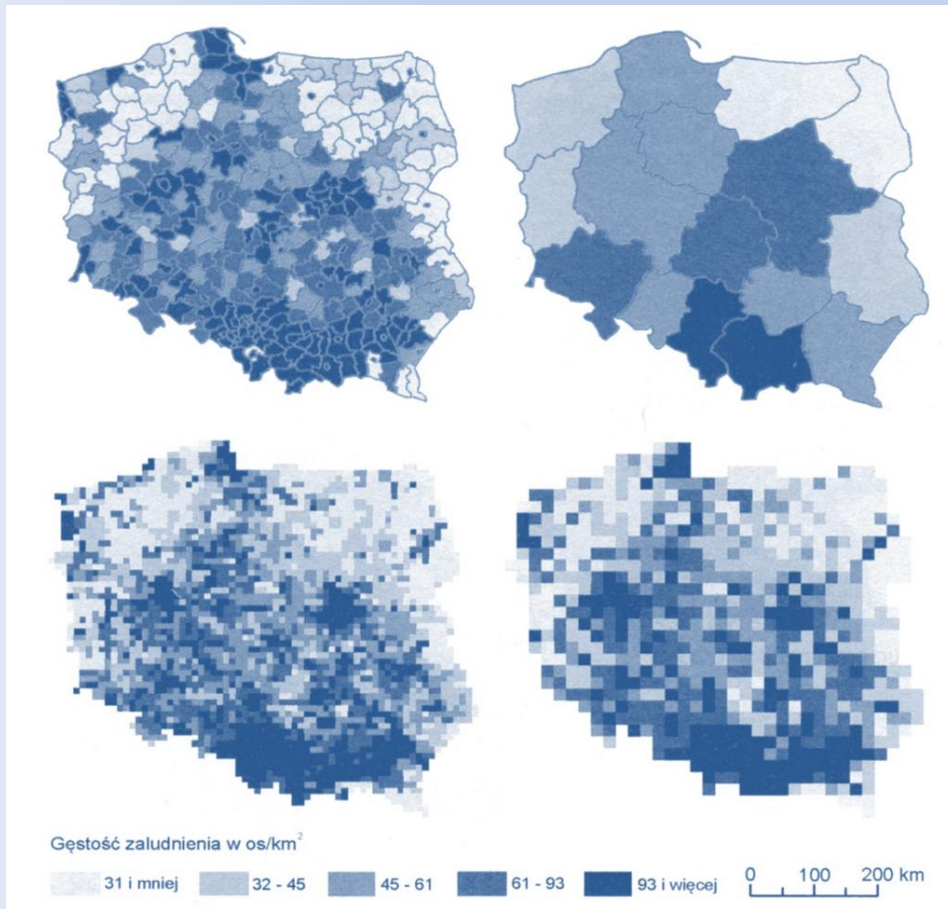 Gęstość zaludnienia w os/km²
31 i mniej 32 - 45 45 - 61 61 - 93 93 i więcej
0 100 200 km